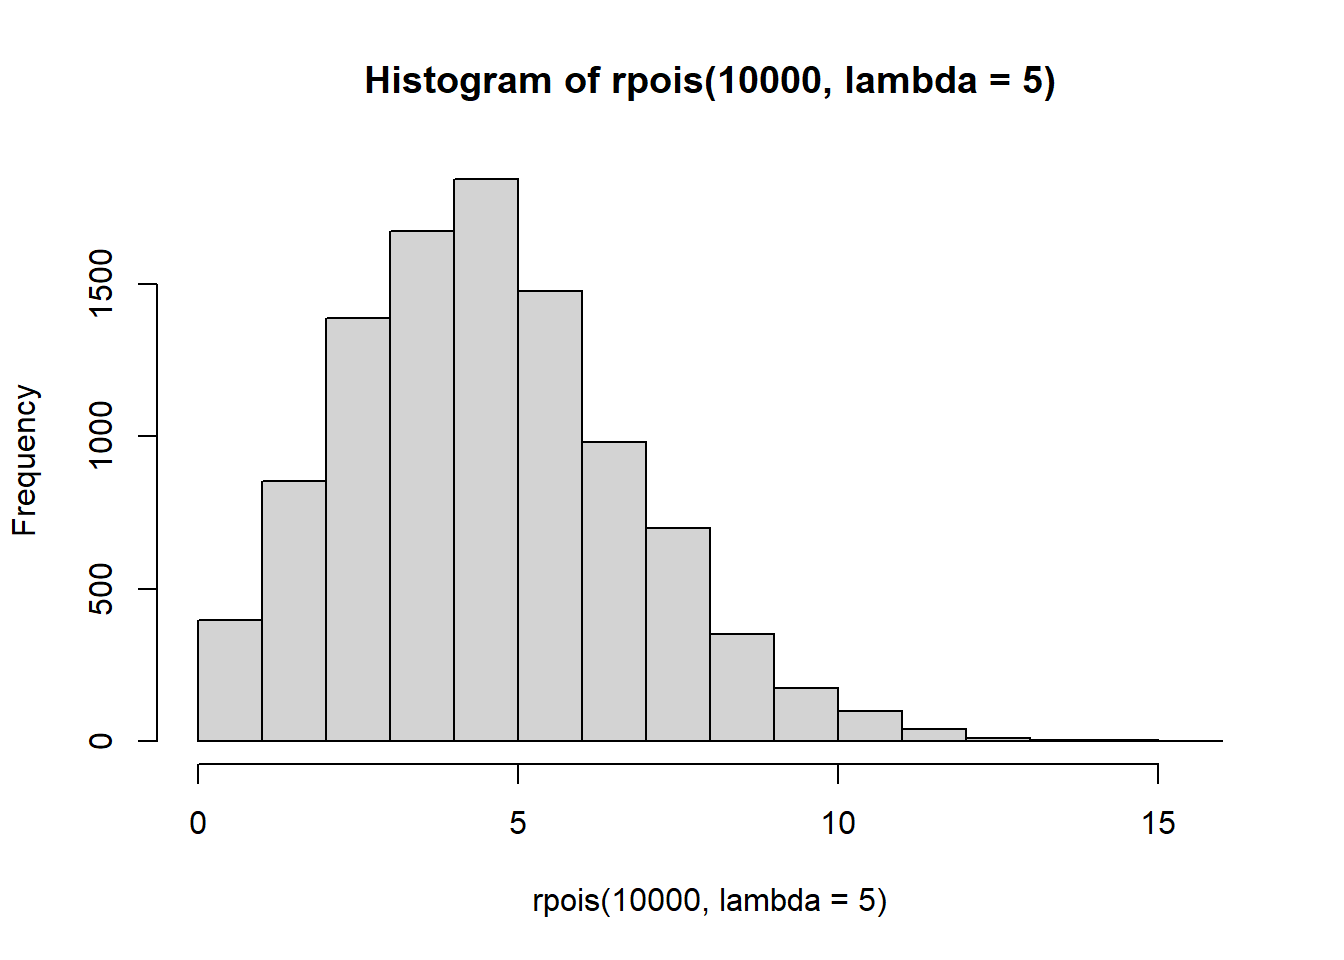 Histogram of rpois(10000, lambda = 5)
Frequency
1500
1000
500
0
0 5 10 15
rpois(10000, lambda = 5)